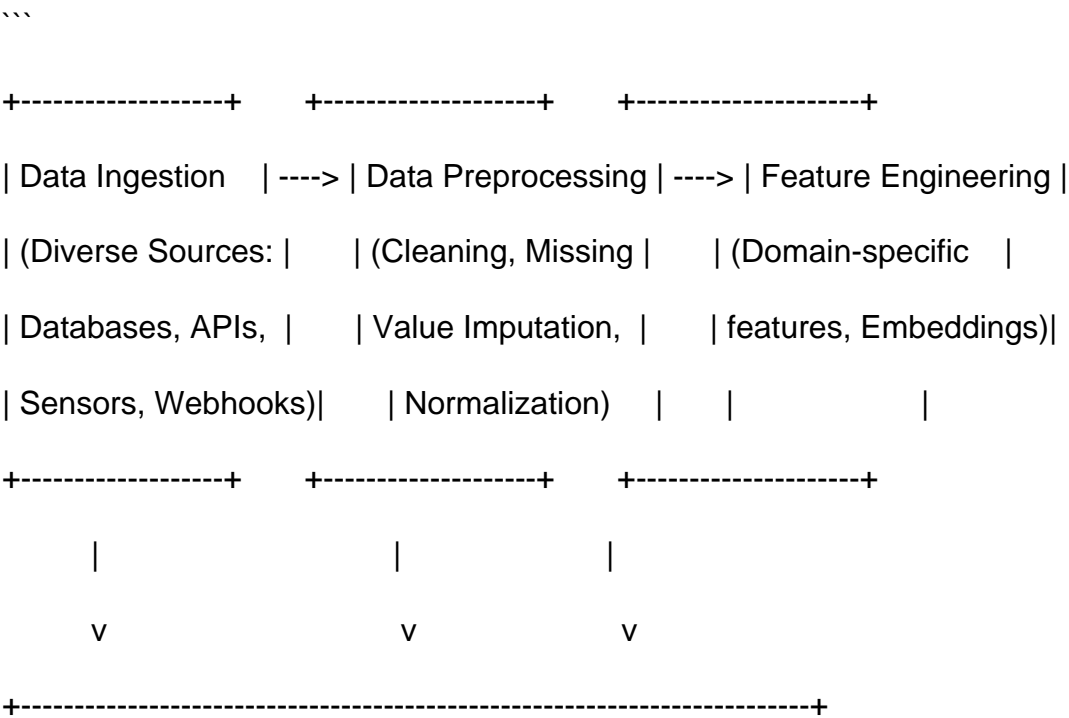 ```
+-------------------+ +--------------------+ +---------------------+
| Data Ingestion | ----> | Data Preprocessing | ----> | Feature Engineering |
| (Diverse Sources: | | (Cleaning, Missing | | (Domain-specific |
| Databases, APIs, | | Value Imputation, | | features, Embeddings)|
| Sensors, Webhooks)| | Normalization) | | |
+-------------------+ +--------------------+ +---------------------+
| | |
v v v
+--------------------------------------------------------------------------+